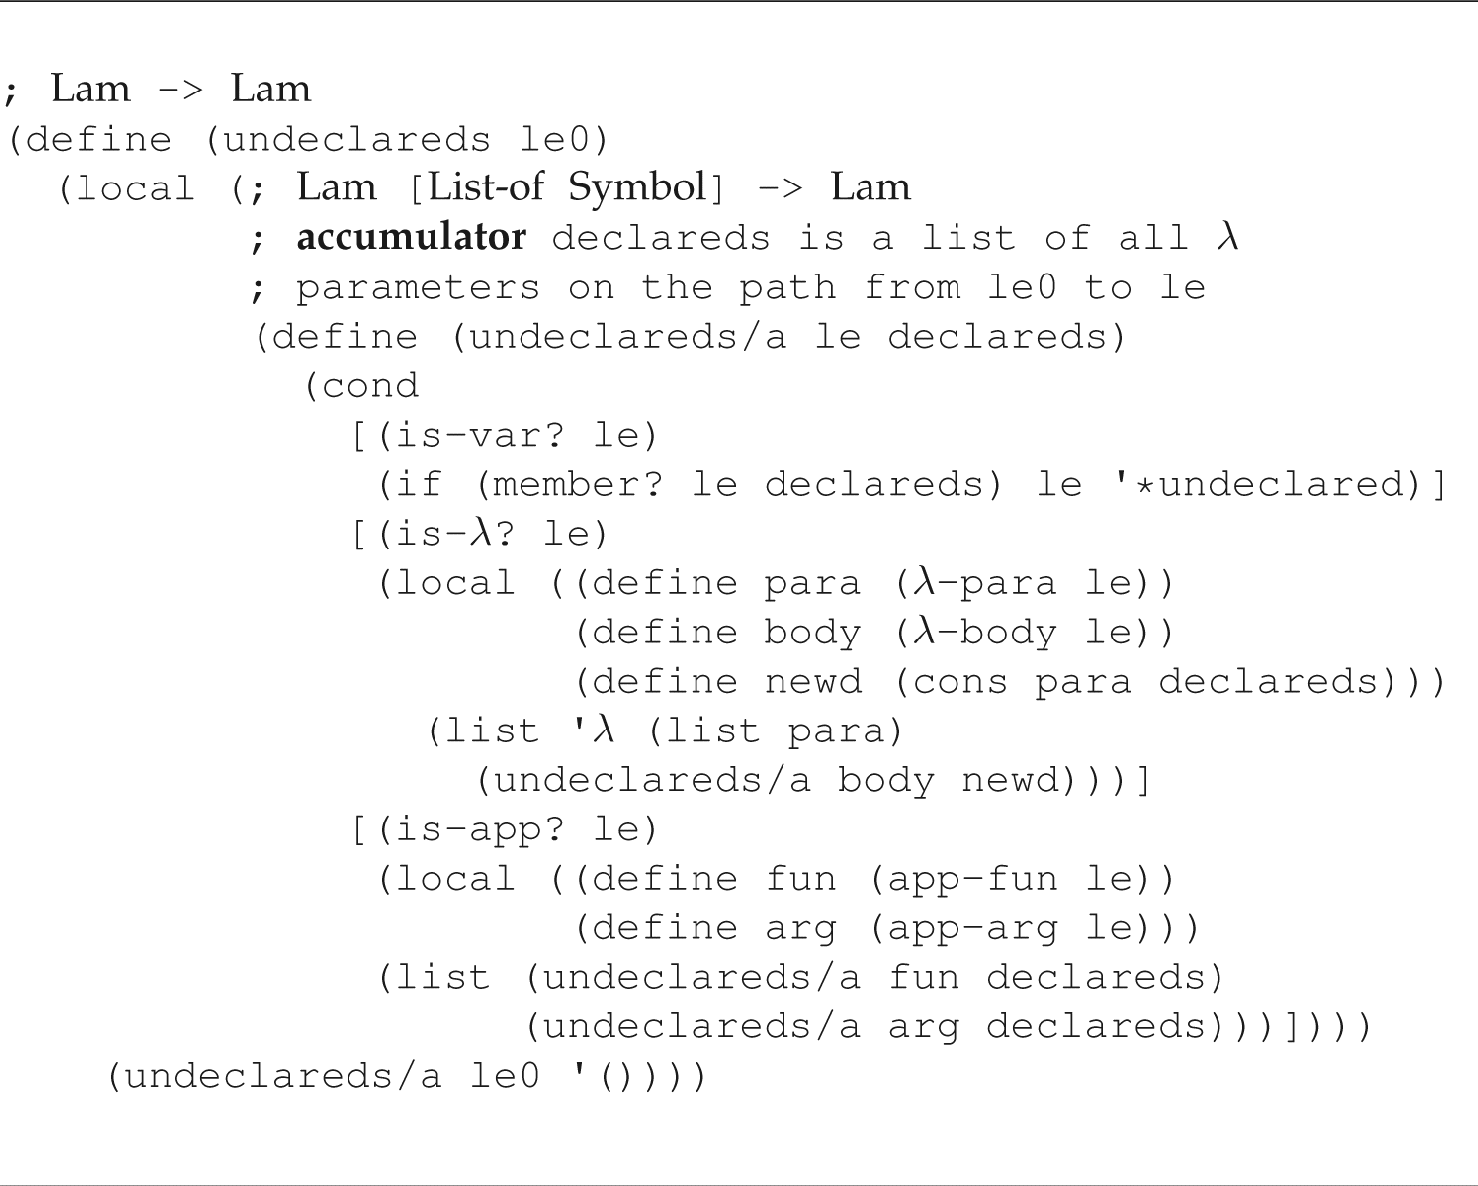 ; Lam -> Lam
(define (undeclareds le0)
  (local (; Lam [List-of Symbol] -> Lam
          ; accumulator declareds is a list of all λ
          ; parameters on the path from le0 to le
          (define (undeclareds/a le declareds)
            (cond
              [(is-var? le)
               (if (member? le declareds) le '*undeclared)]
              [(is-λ? le)
               (local ((define para (λ-para le))
                       (define body (λ-body le))
                       (define newd (cons para declareds)))
                 (list 'λ (list para)
                   (undeclareds/a body newd)))]
              [(is-app? le)
               (local ((define fun (app-fun le))
                       (define arg (app-arg le)))
               (list (undeclareds/a fun declareds)
                     (undeclareds/a arg declareds)))])))
    (undeclareds/a le0 '())))